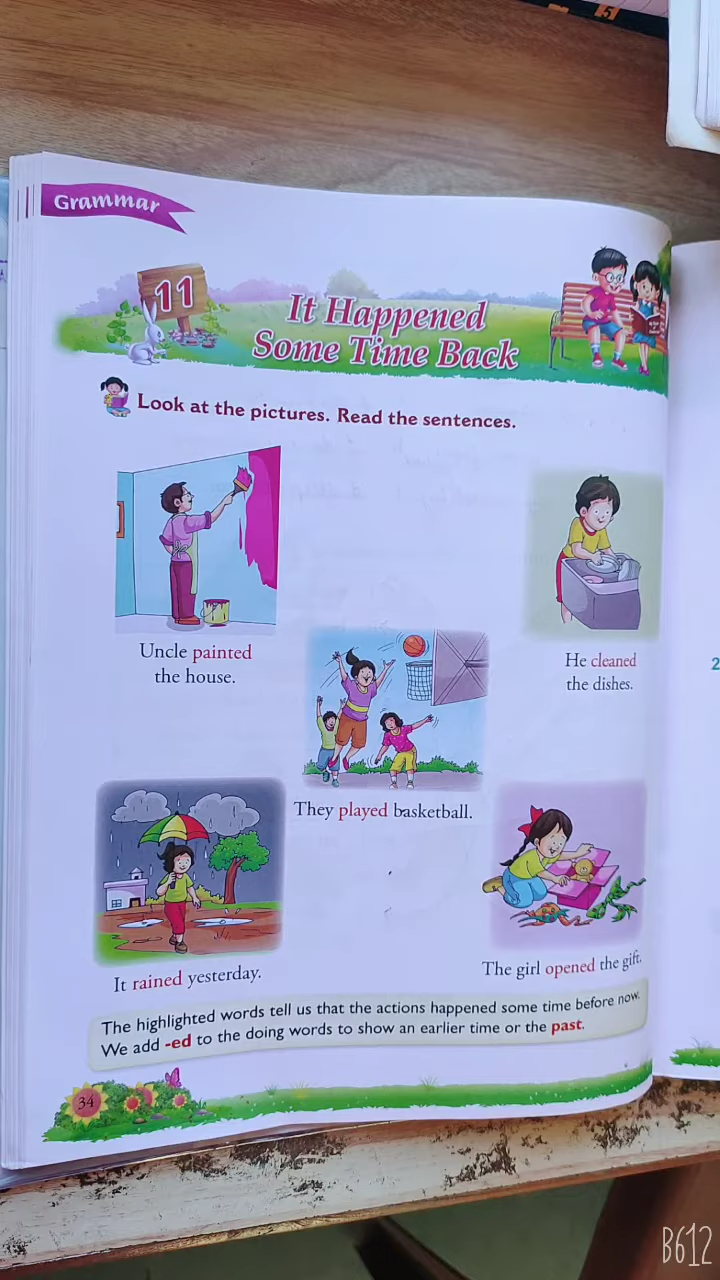 Grammar
11
It Happened
Some Time Back
Look at the pictures. Read the sentences.
Uncle painted
the house.
He cleaned
the dishes.
They played basketball.
It rained yesterday.
The girl opened the gift.
The highlighted words tell us that the actions happened some time before now.
We add -ed to the doing words to show an earlier time or the past.
34
2
5
B612